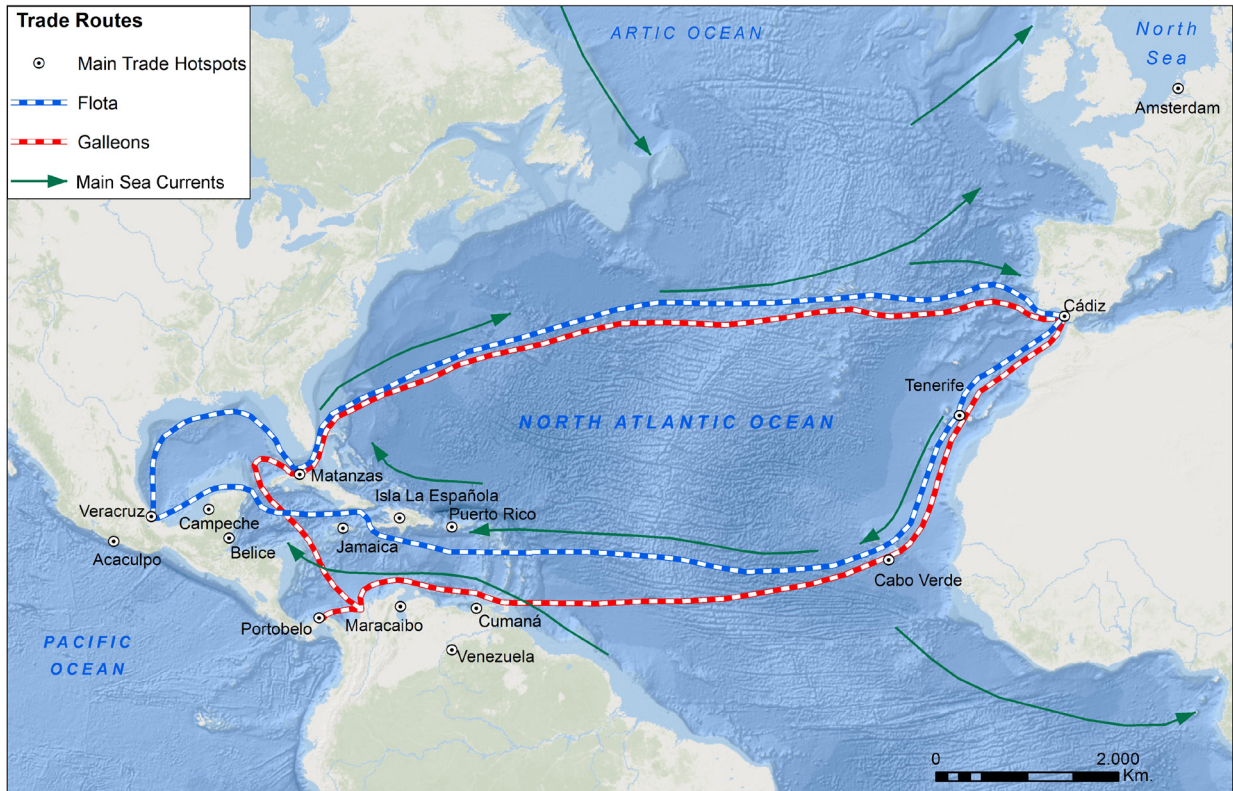 Trade Routes
Main Trade Hotspots
Flota
Galleons
Main Sea Currents
ARTIC OCEAN
North
Sea
Amsterdam
Cádiz
Tenerife
NORTH ATLANTIC OCEAN
Matanzas
Isla La Española
Puerto Rico
Veracruz
Campeche
Jamaica
Acaculpo
Belice
Cabo Verde
Portobelo
Maracaibo
Cumaná
PACIFIC
OCEAN
Venezuela
0 2.000
Km.